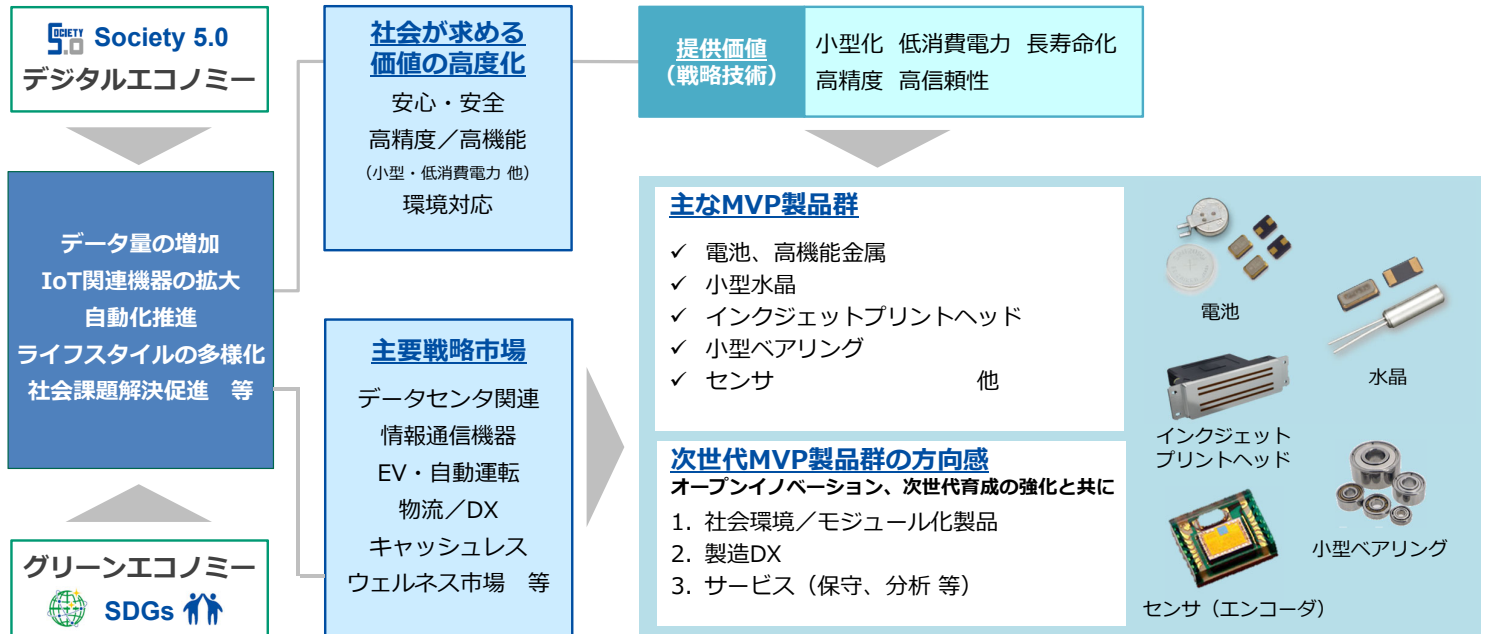 SOCIETY 5.0 Society 5.0
デジタルエコノミー
データ量の増加
IoT関連機器の拡大
自動化推進
ライフスタイルの多様化
社会課題解決促進 等
グリーンエコノミー
SDGs
社会が求める
価値の高度化
安心・安全
高精度／高機能
（小型・低消費電力 他）
環境対応
主要戦略市場
データセンタ関連
情報通信機器
EV・自動運転
物流／DX
キャッシュレス
ウェルネス市場 等
提供価値
（戦略技術）
小型化 低消費電力 長寿命化
高精度 高信頼性
主なMVP製品群
✓ 電池、高機能金属
✓ 小型水晶
✓ インクジェットプリントヘッド
✓ 小型ベアリング
✓ センサ 他
次世代MVP製品群の方向感
オープンイノベーション、次世代育成の強化と共に
1. 社会環境／モジュール化製品
2. 製造DX
3. サービス（保守、分析 等）
電池
水晶
インクジェット
プリントヘッド
小型ベアリング
センサ（エンコーダ）